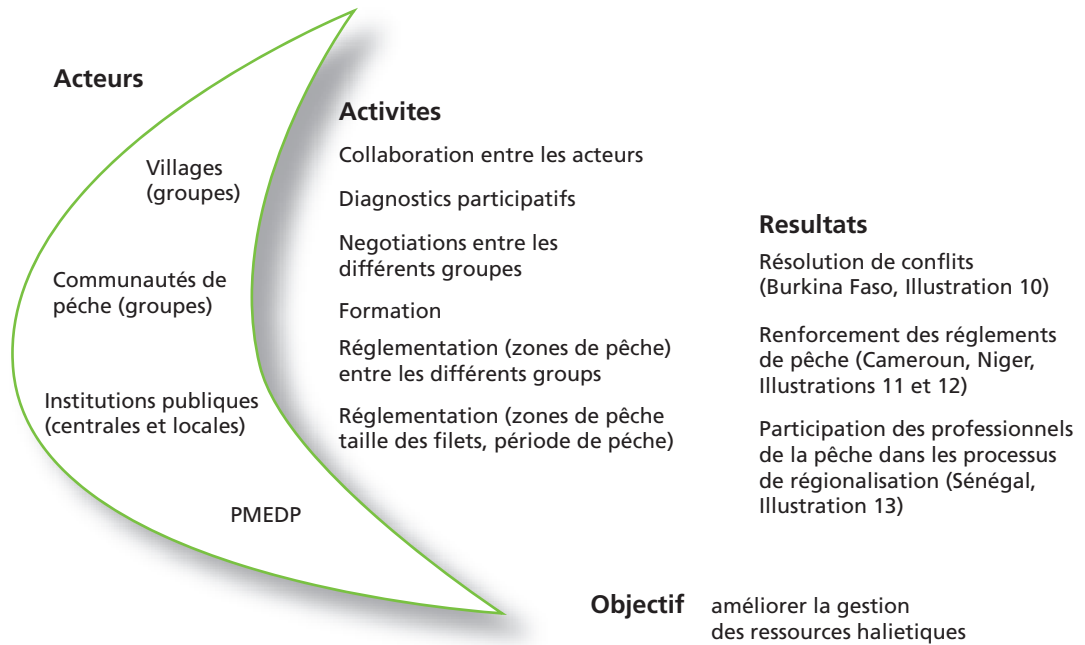 Acteurs
Villages
(groupes)
Communautés de
péche (groupes)
Institutions publiques
(centrales et locales)
PMEDP
Activites
Collaboration entre les acteurs
Diagnostics participatifs
Negotiations entre les
différents groupes
Formation
Réglementation (zones de pêche)
entre les différents groups
Réglementation (zones de pêche
taille des filets, période de péche)
Resultats
Résolution de conflits
(Burkina Faso, Illustration 10)
Renforcement des réglements
de pêche (Cameroun, Niger,
Illustrations 11 et 12)
Participation des professionnels
de la pêche dans les processus
de régionalisation (Sénégal,
Illustration 13)
Objectif améliorer la gestion
des ressources halietiques